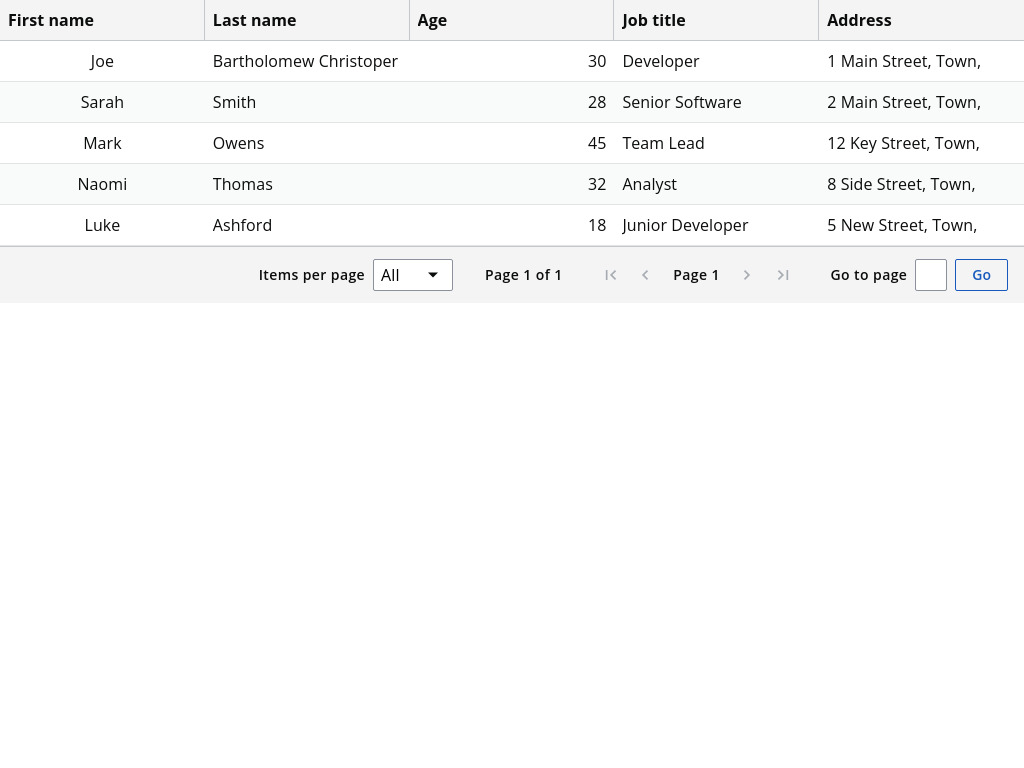 First name Last name Age Job title Address
Joe Bartholomew Christoper 30 Developer 1 Main Street, Town,
Sarah Smith 28 Senior Software 2 Main Street, Town,
Mark Owens 45 Team Lead 12 Key Street, Town,
Naomi Thomas 32 Analyst 8 Side Street, Town,
Luke Ashford 18 Junior Developer 5 New Street, Town,
Items per page All Page 1 of 1 Page 1 Go to page Go